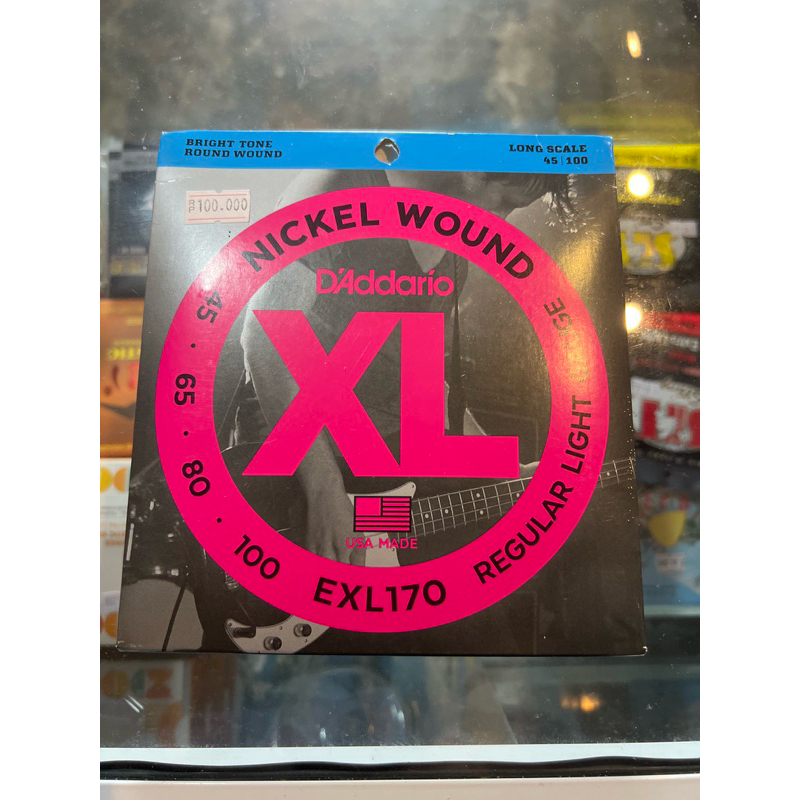 BRIGHT TONE
ROUND WOUND
LONG SCALE
45 | 100
RP100.000
NICKEL WOUND
D'Addario
XL
USA MADE
45 • 65 • 80 • 100
EXL170
REGULAR LIGHT